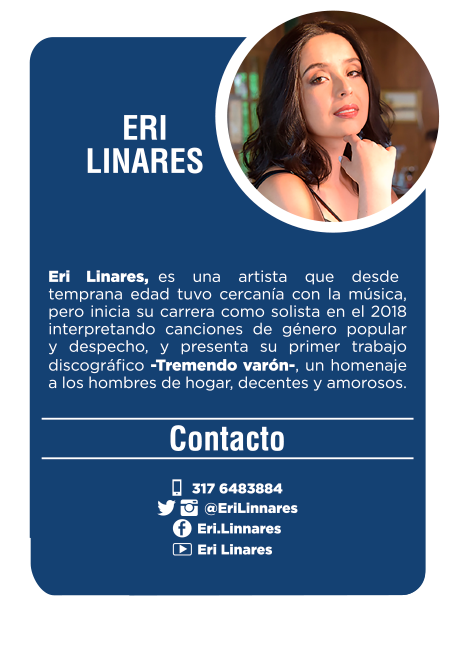 ERI
LINARES
Eri Linares, es una artista que desde
temprana edad tuvo cercanía con la música,
pero inicia su carrera como solista en el 2018
interpretando canciones de género popular
y despecho, y presenta su primer trabajo
discográfico -Tremendo varón-, un homenaje
a los hombres de hogar, decentes y amorosos.
Contacto
317 6483884
@EriLinnares
Eri.Linnares
Eri Linares